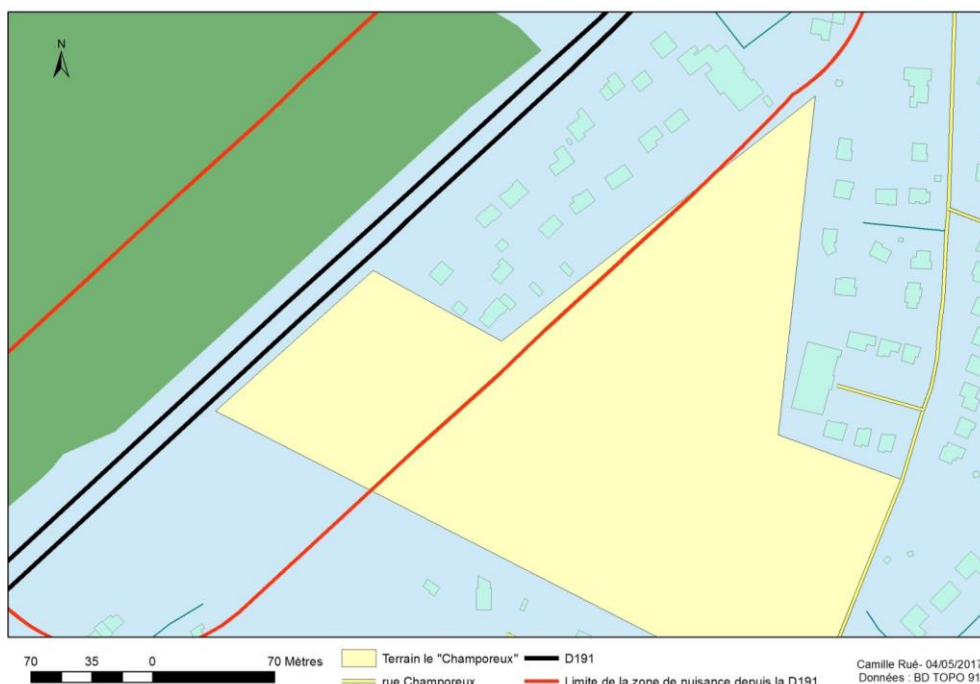 N
70 35 0 70 Mètres
Terrain le "Champoreux"
D191
rue Champoreux
Limite de la zone de nuisance depuis la D191
Camille Rué- 04/05/2017
Données : BD TOPO